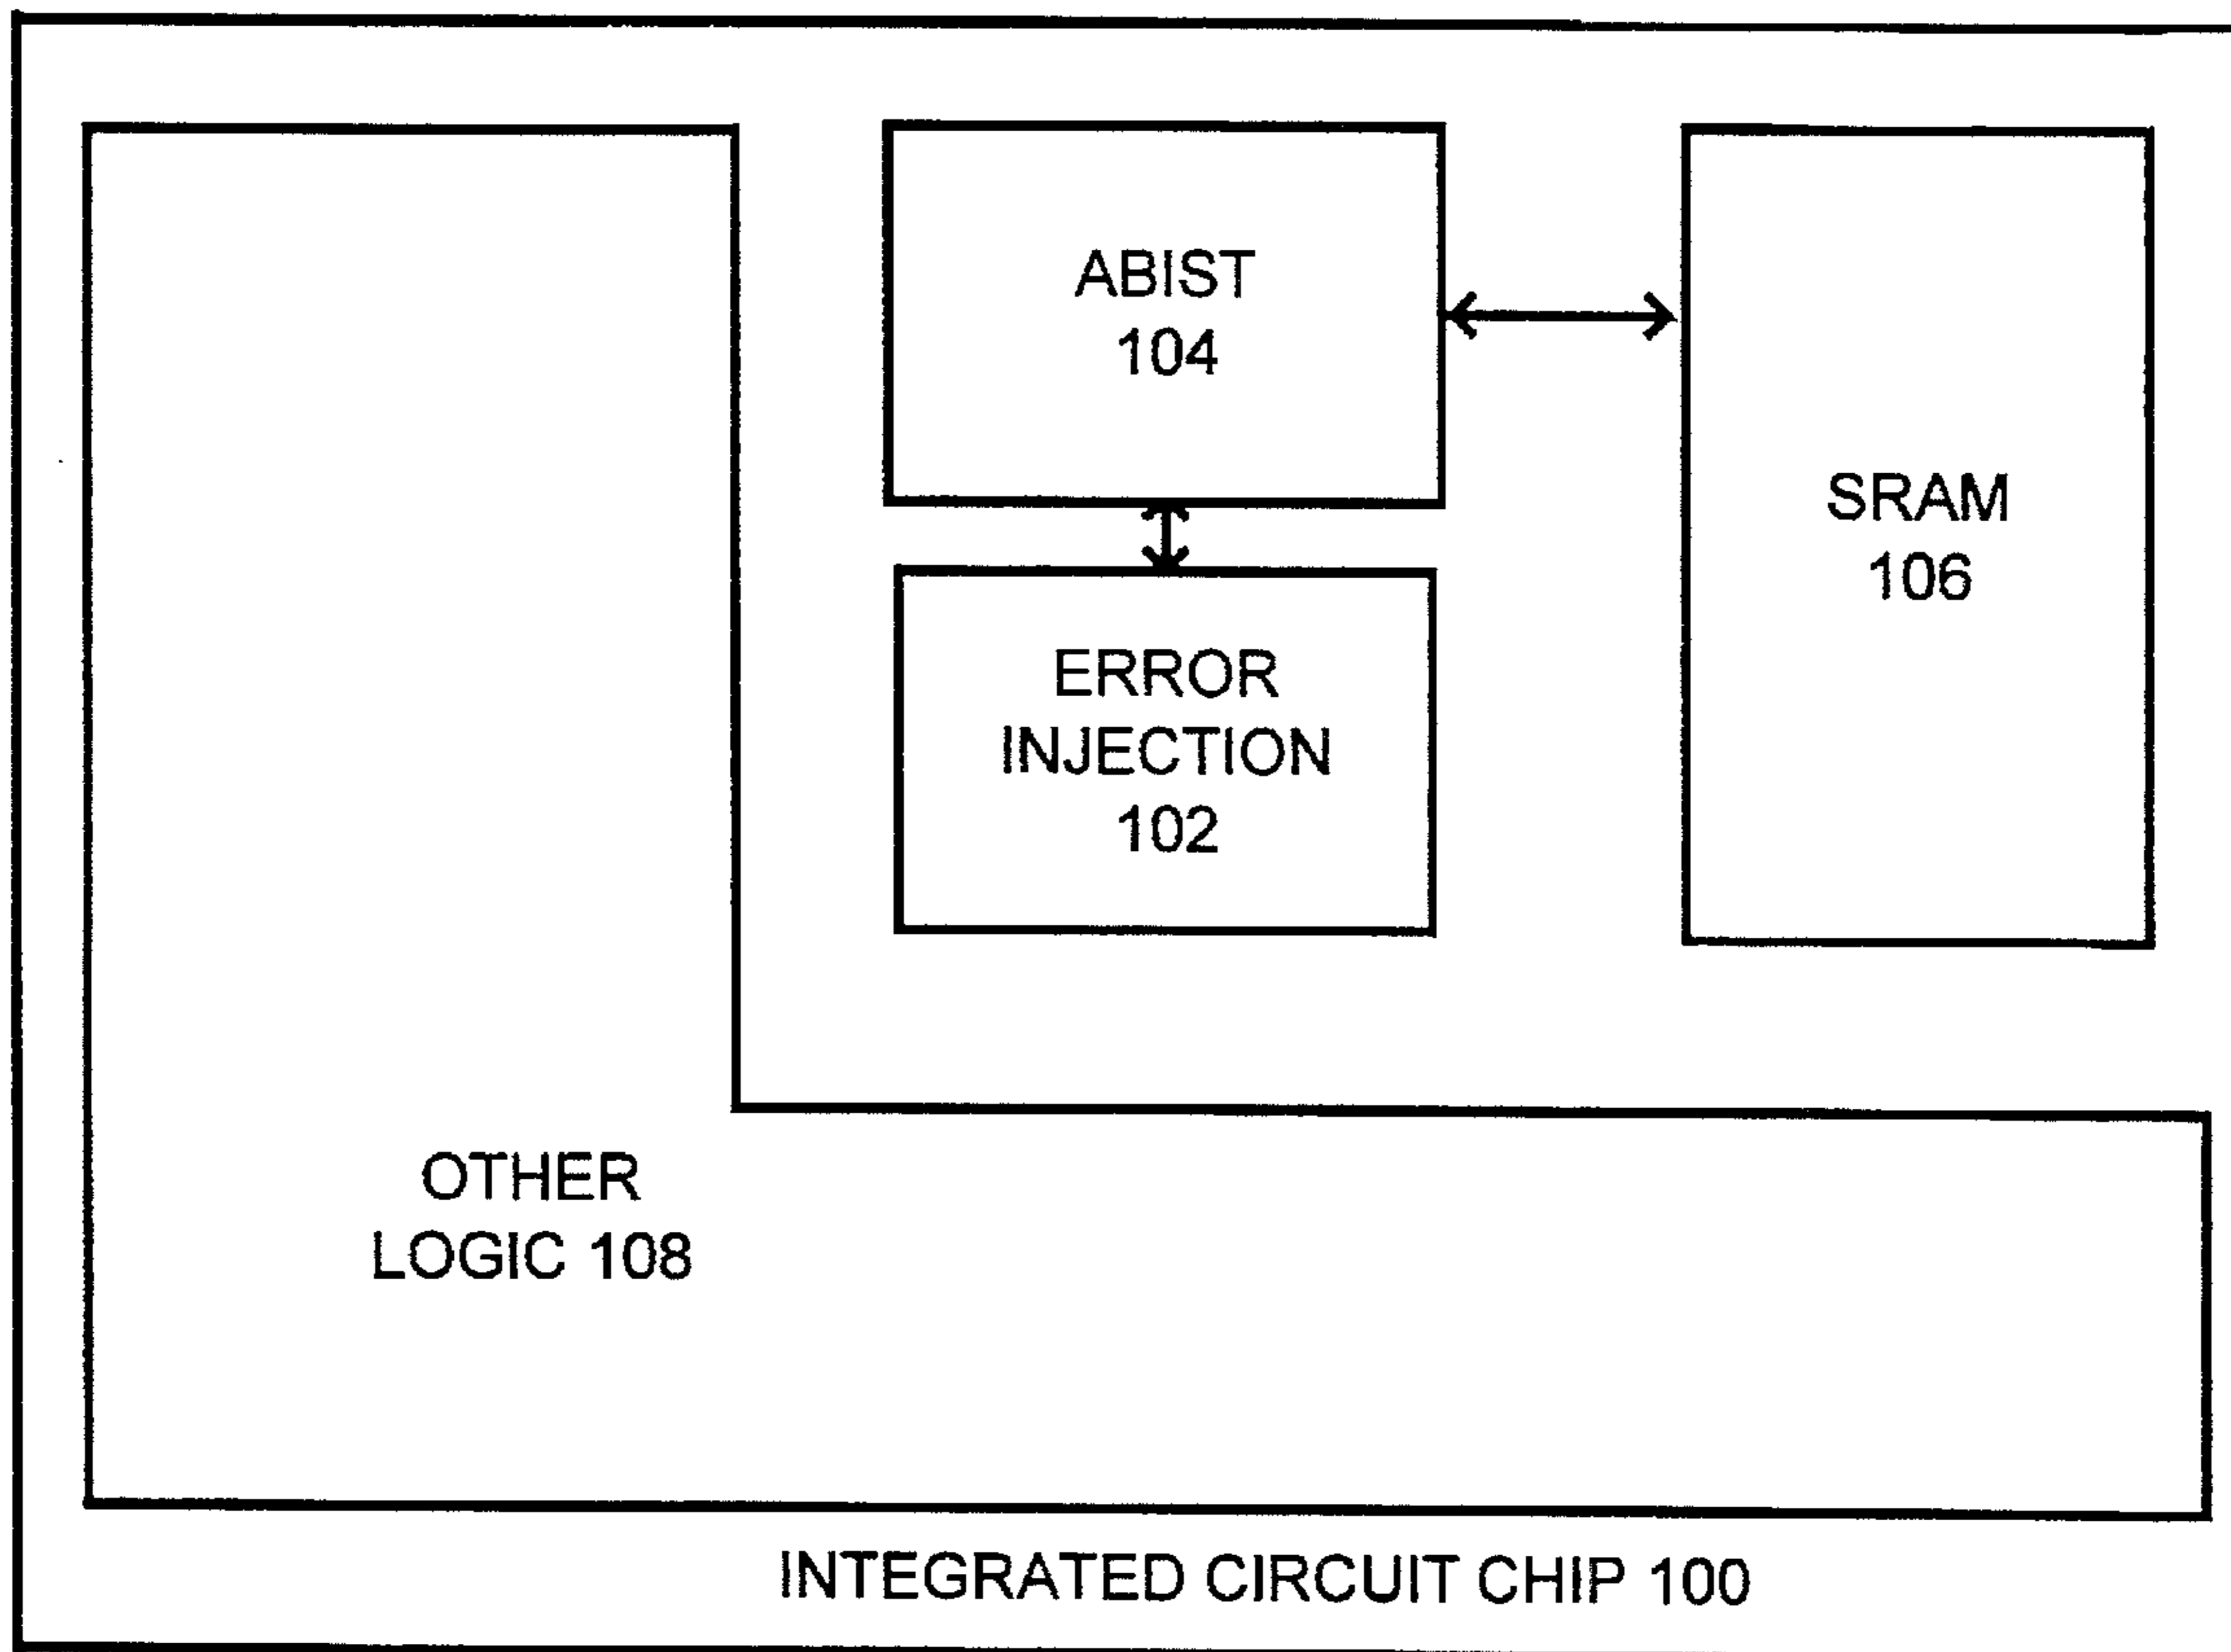 ABIST
104
SRAM
106
ERROR
INJECTION
102
OTHER
LOGIC 108
INTEGRATED CIRCUIT CHIP 100